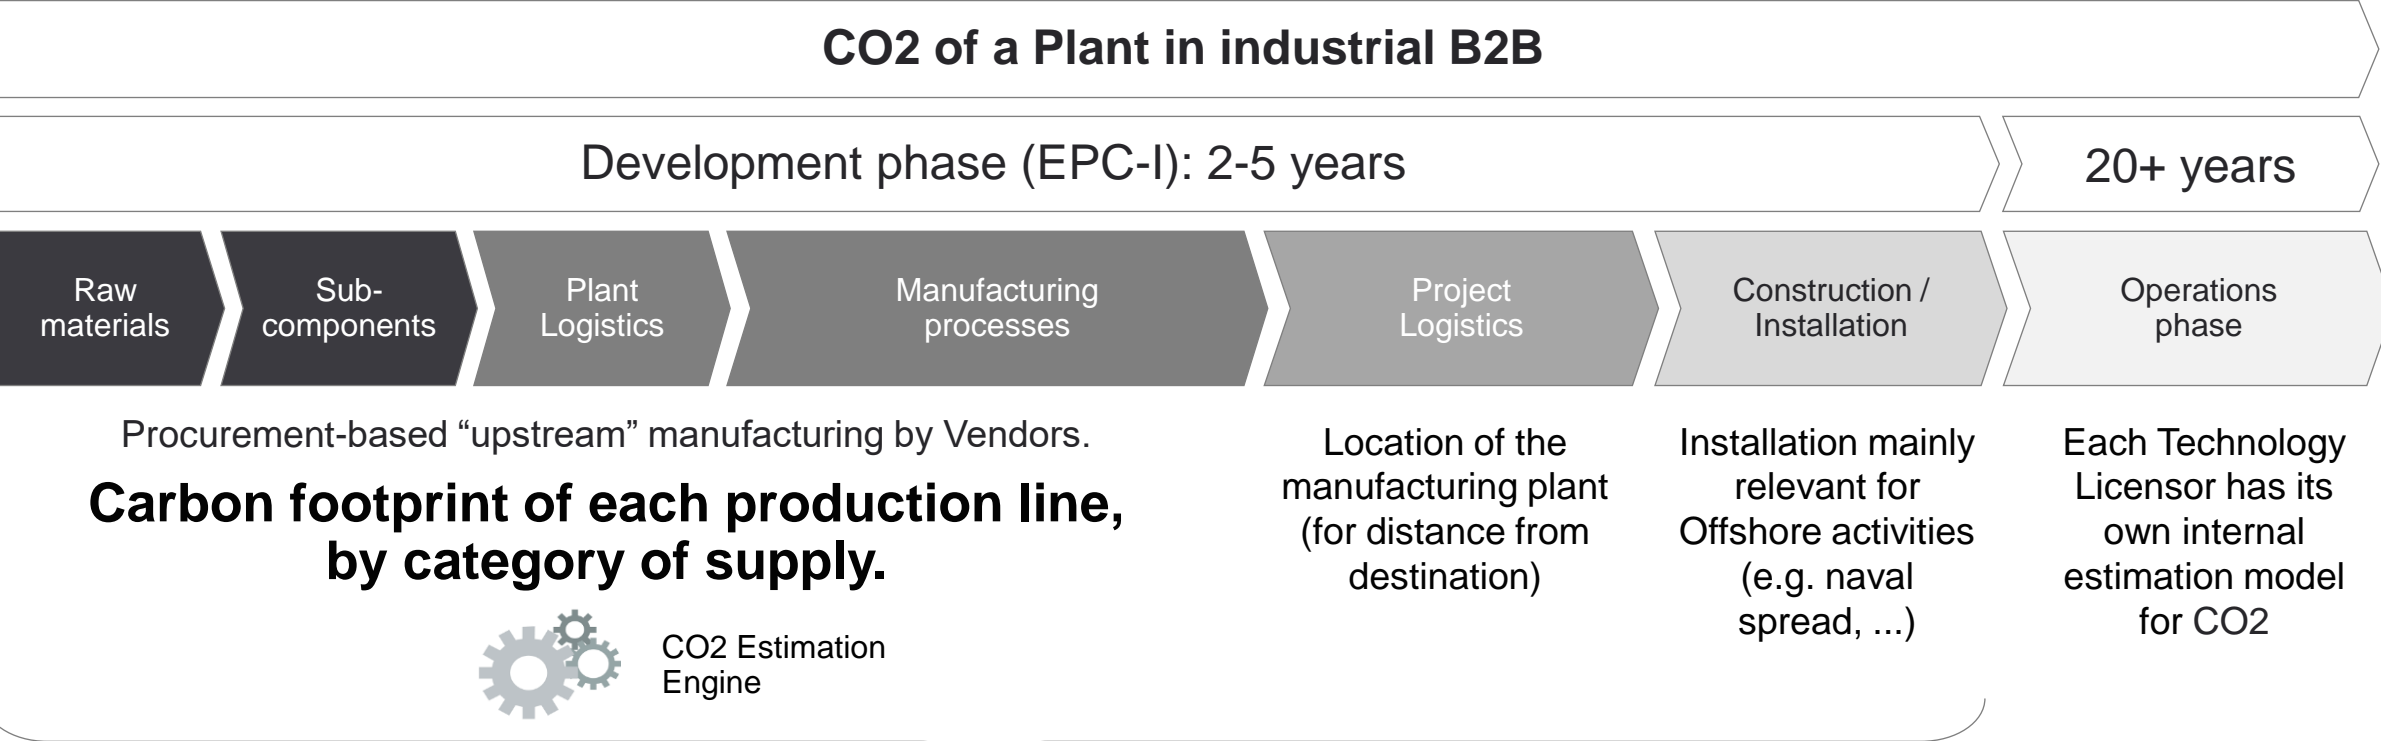 CO2 of a Plant in industrial B2B
Development phase (EPC-I): 2-5 years
20+ years
Raw
materials
Sub-
components
Plant
Logistics
Manufacturing
processes
Project
Logistics
Construction /
Installation
Operations
phase
Procurement-based “upstream” manufacturing by Vendors.
Carbon footprint of each production line,
by category of supply.
CO2 Estimation
Engine
Location of the
manufacturing plant
(for distance from
destination)
Installation mainly
relevant for
Offshore activities
(e.g. naval
spread, ...)
Each Technology
Licensor has its
own internal
estimation model
for CO2